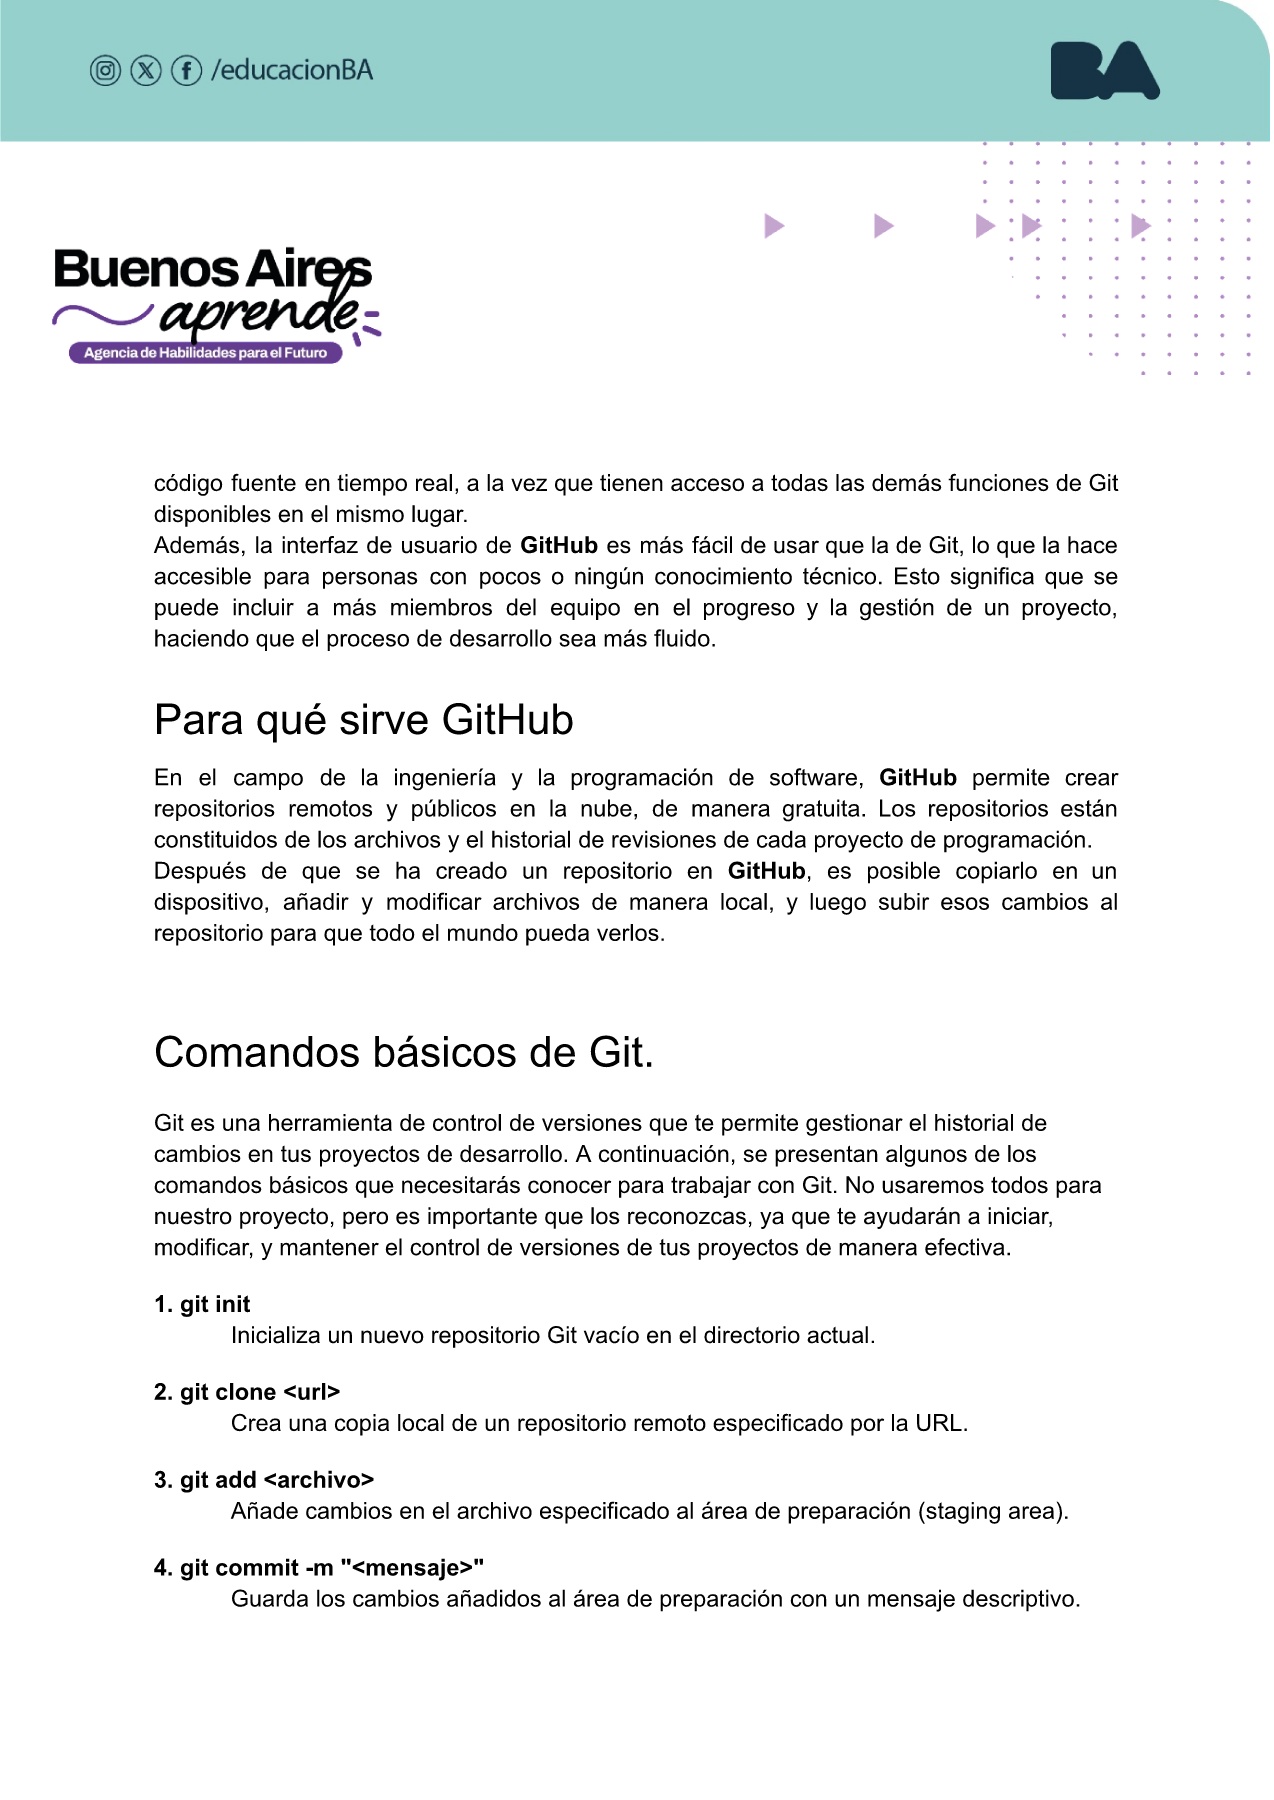 /educacionBA
BA
Buenos Aires
aprende
Agencia de Habilidades para el Futuro
código fuente en tiempo real, a la vez que tienen acceso a todas las demás funciones de Git
disponibles en el mismo lugar.
Además, la interfaz de usuario de GitHub es más fácil de usar que la de Git, lo que la hace
accesible para personas con pocos o ningún conocimiento técnico. Esto significa que se
puede incluir a más miembros del equipo en el progreso y la gestión de un proyecto,
haciendo que el proceso de desarrollo sea más fluido.
Para qué sirve GitHub
En el campo de la ingeniería y la programación de software, GitHub permite crear
repositorios remotos y públicos en la nube, de manera gratuita. Los repositorios están
constituidos de los archivos y el historial de revisiones de cada proyecto de programación.
Después de que se ha creado un repositorio en GitHub, es posible copiarlo en un
dispositivo, añadir y modificar archivos de manera local, y luego subir esos cambios al
repositorio para que todo el mundo pueda verlos.
Comandos básicos de Git.
Git es una herramienta de control de versiones que te permite gestionar el historial de
cambios en tus proyectos de desarrollo. A continuación, se presentan algunos de los
comandos básicos que necesitarás conocer para trabajar con Git. No usaremos todos para
nuestro proyecto, pero es importante que los reconozcas, ya que te ayudarán a iniciar,
modificar, y mantener el control de versiones de tus proyectos de manera efectiva.
1. git init
Inicializa un nuevo repositorio Git vacío en el directorio actual.
2. git clone <url>
Crea una copia local de un repositorio remoto especificado por la URL.
3. git add <archivo>
Añade cambios en el archivo especificado al área de preparación (staging area).
4. git commit -m "<mensaje>"
Guarda los cambios añadidos al área de preparación con un mensaje descriptivo.